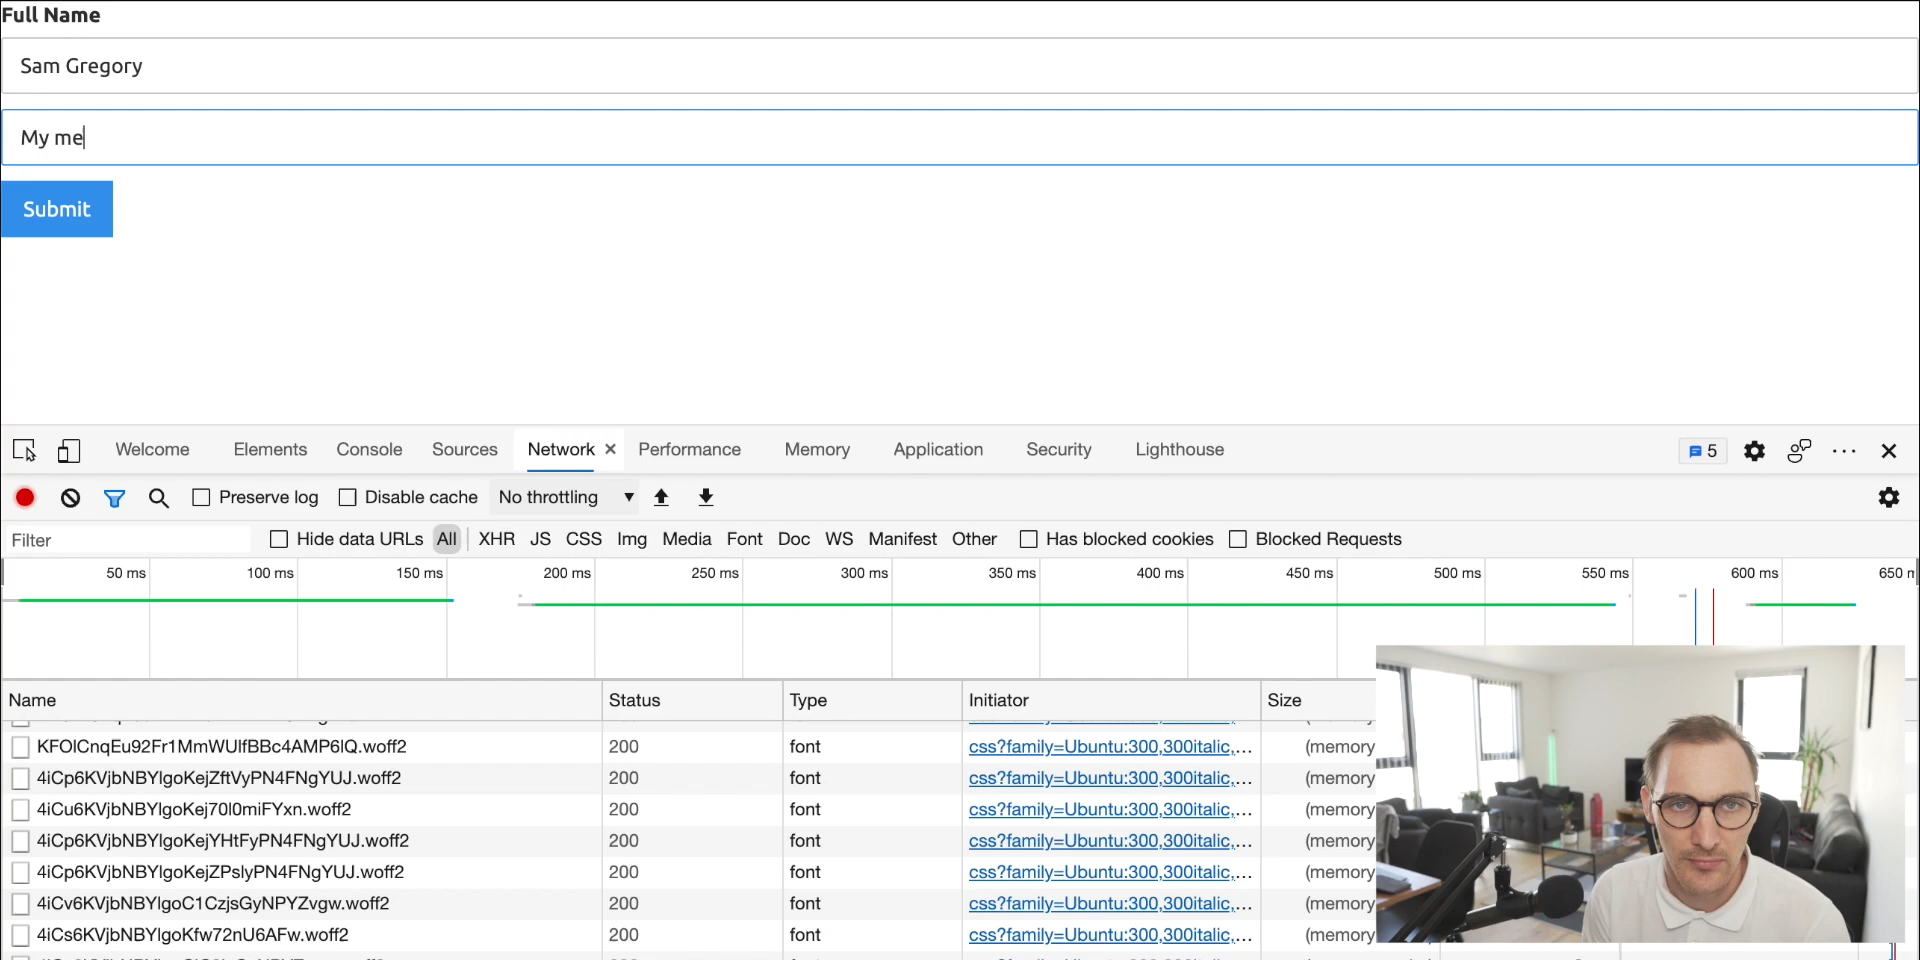 Full Name
Sam Gregory
My me
Submit
Welcome Elements Console Sources Network Performance Memory Application Security Lighthouse 5
Preserve log Disable cache No throttling
Filter Hide data URLs All XHR JS CSS Img Media Font Doc WS Manifest Other Has blocked cookies Blocked Requests
50 ms 100 ms 150 ms 200 ms 250 ms 300 ms 350 ms 400 ms 450 ms 500 ms 550 ms 600 ms 650 m
Name Status Type Initiator Size
KFOlCnqEu92Fr1MmWUlfBBc4AMP6lQ.woff2 200 font css?family=Ubuntu:300,300italic,... (memory
4iCp6KVjbNBYlgoKejZftVyPN4FNgYUJ.woff2 200 font css?family=Ubuntu:300,300italic,... (memory
4iCu6KVjbNBYlgoKej70l0miFYxn.woff2 200 font css?family=Ubuntu:300,300italic,... (memory
4iCp6KVjbNBYlgoKejYHtFyPN4FNgYUJ.woff2 200 font css?family=Ubuntu:300,300italic,... (memory
4iCp6KVjbNBYlgoKejZPslyPN4FNgYUJ.woff2 200 font css?family=Ubuntu:300,300italic,... (memory
4iCv6KVjbNBYlgoC1CzjsGyNPYZvgw.woff2 200 font css?family=Ubuntu:300,300italic,... (memory
4iCs6KVjbNBYlgoKfw72nU6AFw.woff2 200 font css?family=Ubuntu:300,300italic,... (memory